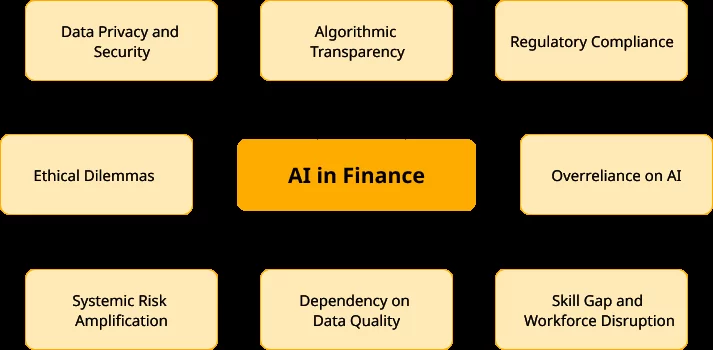 Data Privacy and
Security
Algorithmic
Transparency
Regulatory Compliance
Ethical Dilemmas
AI in Finance
Overreliance on AI
Systemic Risk
Amplification
Dependency on
Data Quality
Skill Gap and
Workforce Disruption